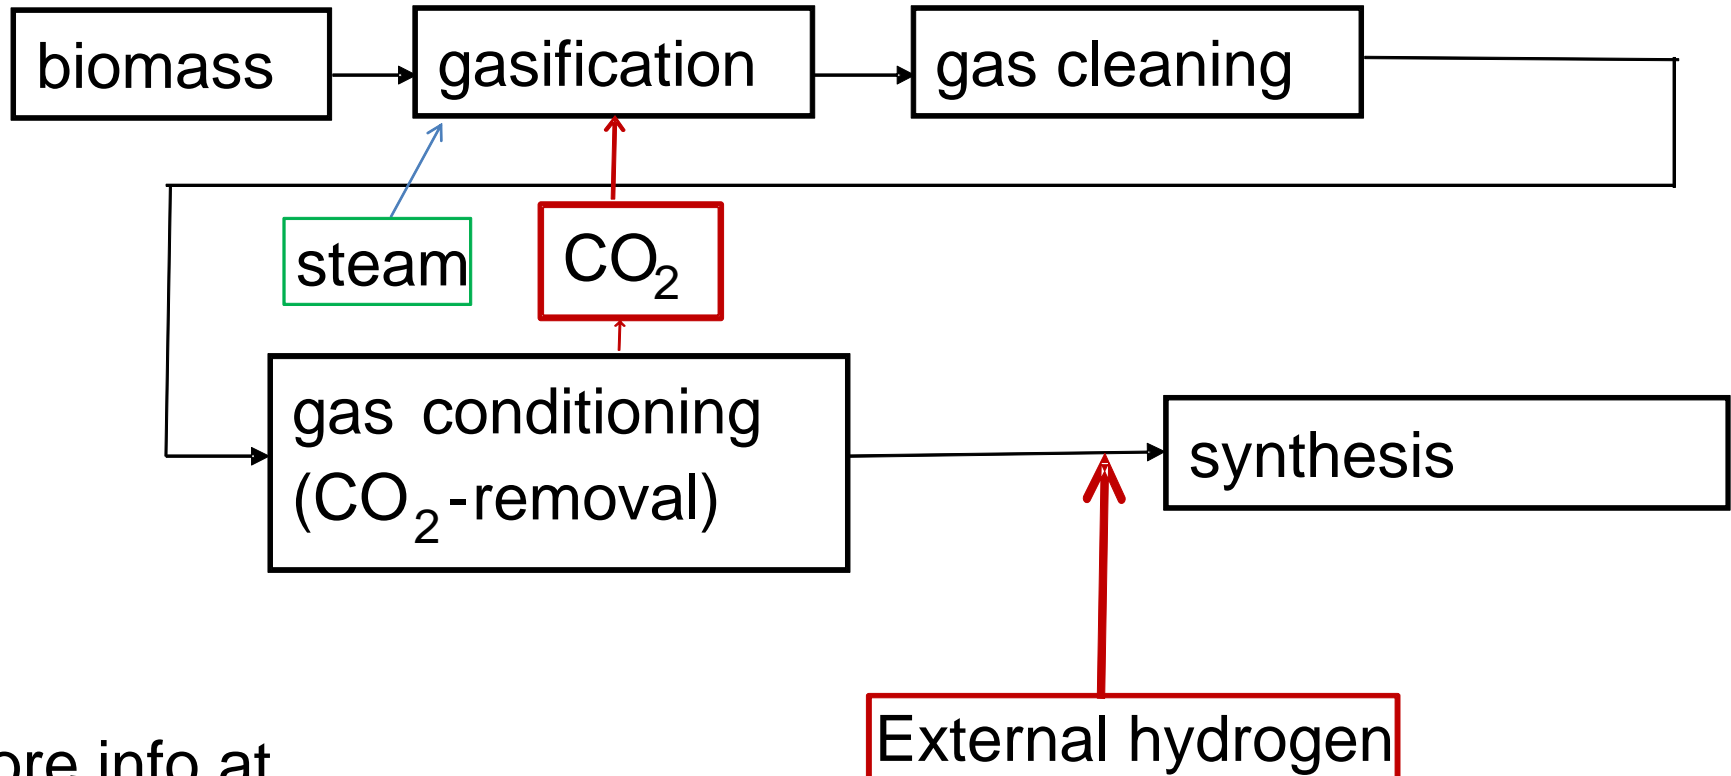 biomass
gasification
gas cleaning
steam
CO₂
gas conditioning
(CO₂-removal)
synthesis
External hydrogen
info at